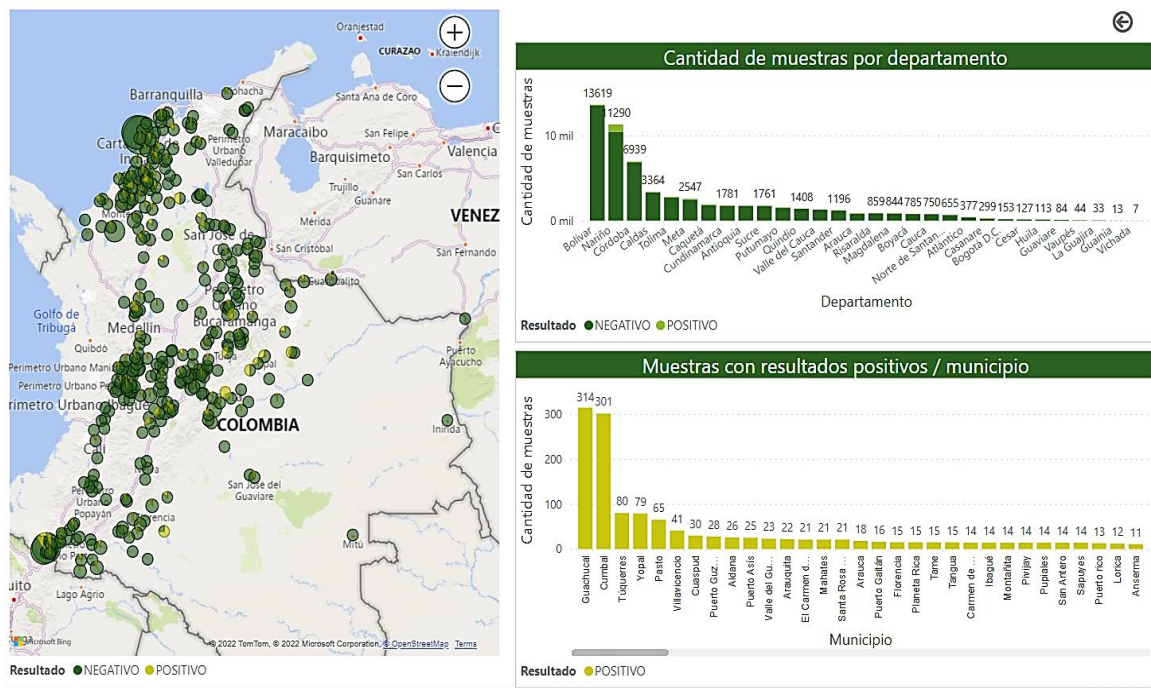 Oranjestad
CURAZAO
Kralendijk
Barranquilla
Santa Ana de Coro
Maracaibo
San Felipe
Valencia
Perimetro
Urbano
Valledupar
Barquisimeto
San Carlos
Trujillo
Guanare
Mérida
VENEZ
San José de
San Cristobal
San Fernando
Guasdualito
Golfo de
Tribugá
Medellín
Bucaramanga
Quibdó
Puerto
Ayacucho
COLOMBIA
Inírida
Cali
San José del
Guaviare
Popayán
Mitú
Lago Agrio
Microsoft Bing
© 2022 TomTom, © 2022 Microsoft Corporation, © OpenStreetMap Terms
Resultado NEGATIVO POSITIVO
Cantidad de muestras por departamento
Cantidad de muestras
10 mil
0 mil
13619 11290 6939 3364 2547 1781 1761 1408 1196 859 844 785 750 655 377 299 153 127 113 84 44 33 13 7
Bolívar Nariño Córdoba Caldas Tolima Meta Caquetá Cundinamarca Antioquia Sucre Putumayo Quindío Valle del Cauca Santander Arauca Risaralda Magdalena Boyacá Cauca Norte de Santan... Atlántico Casanare Bogotá D.C. Cesar Huila Guaviare Vaupés La Guajira Guainía Vichada
Departamento
Resultado NEGATIVO POSITIVO
Muestras con resultados positivos / municipio
Cantidad de muestras
300
200
100
0
314 301 80 79 65 41 30 28 26 25 23 22 21 21 21 18 16 15 15 15 15 14 14 14 14 14 14 14 13 12 11
Guachucal Cumbal Túquerres Yopal Pasto Villavicencio Cuaspud Puerto Guz... Aldana Puerto Asís Valle del Gu... Arauquita El Carmen d... Mahates Santa Rosa ... Arauca Puerto Gaitán Florencia Planeta Rica Tame Tangua Carmen de ... Ibagué Montañita Pivijay Pupiales San Antero Sapuyes Puerto rico Lorica Anserma
Municipio
Resultado POSITIVO